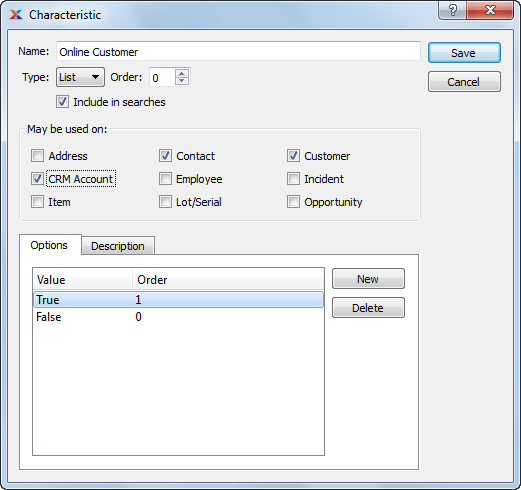 Characteristic
Name: Online Customer
Save
Type: List Order: 0
Cancel
Include in searches
May be used on:
Address Contact Customer
CRM Account Employee Incident
Item Lot/Serial Opportunity
Options Description
Value Order
New
True 1
Delete
False 0